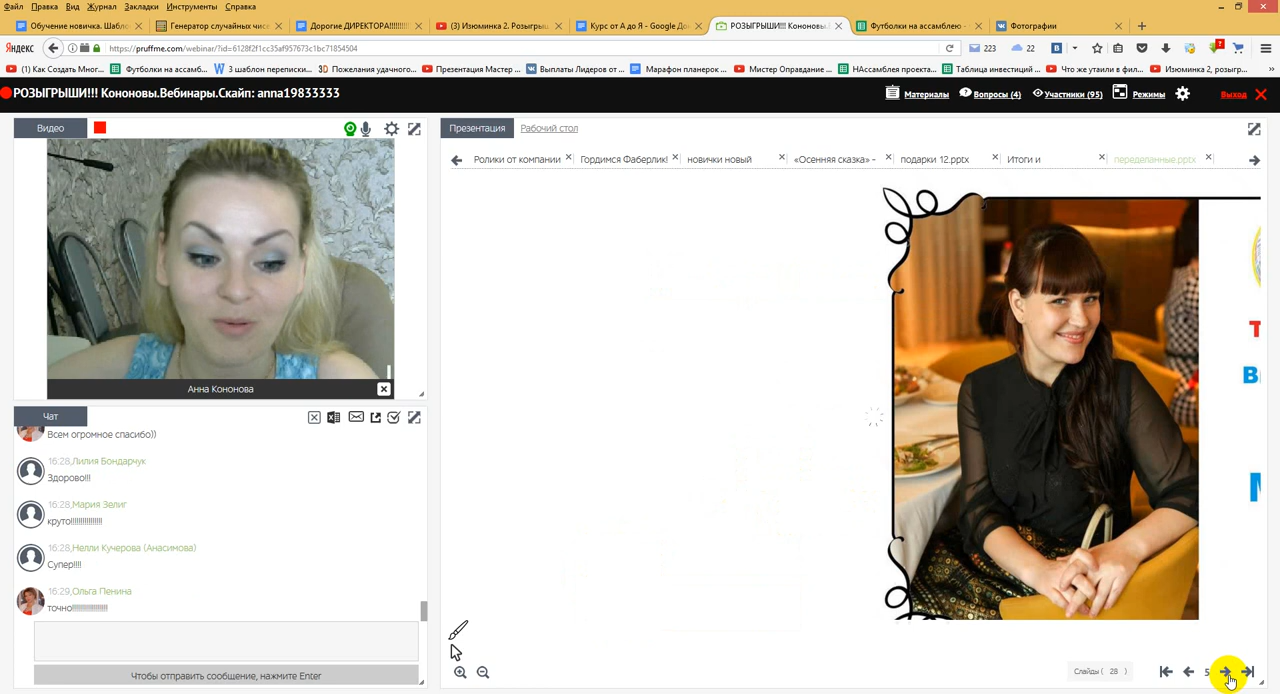 Файл Правка Вид Журнал Закладки Инструменты Справка
Обучение новичка. Шабло
Генератор случайных чисе
Дорогие ДИРЕКТОРА!!!!!!!!!
(3) Изюминка 2. Розыгрыш
Курс от А до Я - Google До
РОЗЫГРЫШИ!!! Кононовы.В
Футболки на ассамблею -
Фотографии
Яндекс
https://pruffme.com/webinar/?id=6128f2f1cc35af957673c1bc71854504
223
22
(1) Как Создать Мног...
Футболки на ассамб...
3 шаблон переписки...
Пожелания удачного...
Презентация Мастер ...
Выплаты Лидеров от ...
Марафон планерок ...
Мистер Оправдание ...
НАссамблея проекта...
Таблица инвестиций ...
Что же утаили в фил...
Изюминка 2, розыгр...
РОЗЫГРЫШИ!!! Кононовы.Вебинары.Скайп: anna19833333
Материалы
Вопросы (4)
Участники (95)
Режимы
Выход
Видео
Анна Кононова
Чат
Всем огромное спасибо))
16:28,Лилия Бондарчук
Здорово!!!
16:28,Мария Зелиг
круто!!!!!!!!!!!!!!!!
16:28,Нелли Кучерова (Анасимова)
Супер!!!!
16:29,Ольга Пенина
точно!!!!!!!!!!!!!!!!!!
Чтобы отправить сообщение, нажмите Enter
Презентация
Рабочий стол
Ролики от компании
Гордимся Фаберлик!
новички новый
«Осенняя сказка» -
подарки 12.pptx
Итоги и
переделанные.pptx
Слайды ( 28 )
5